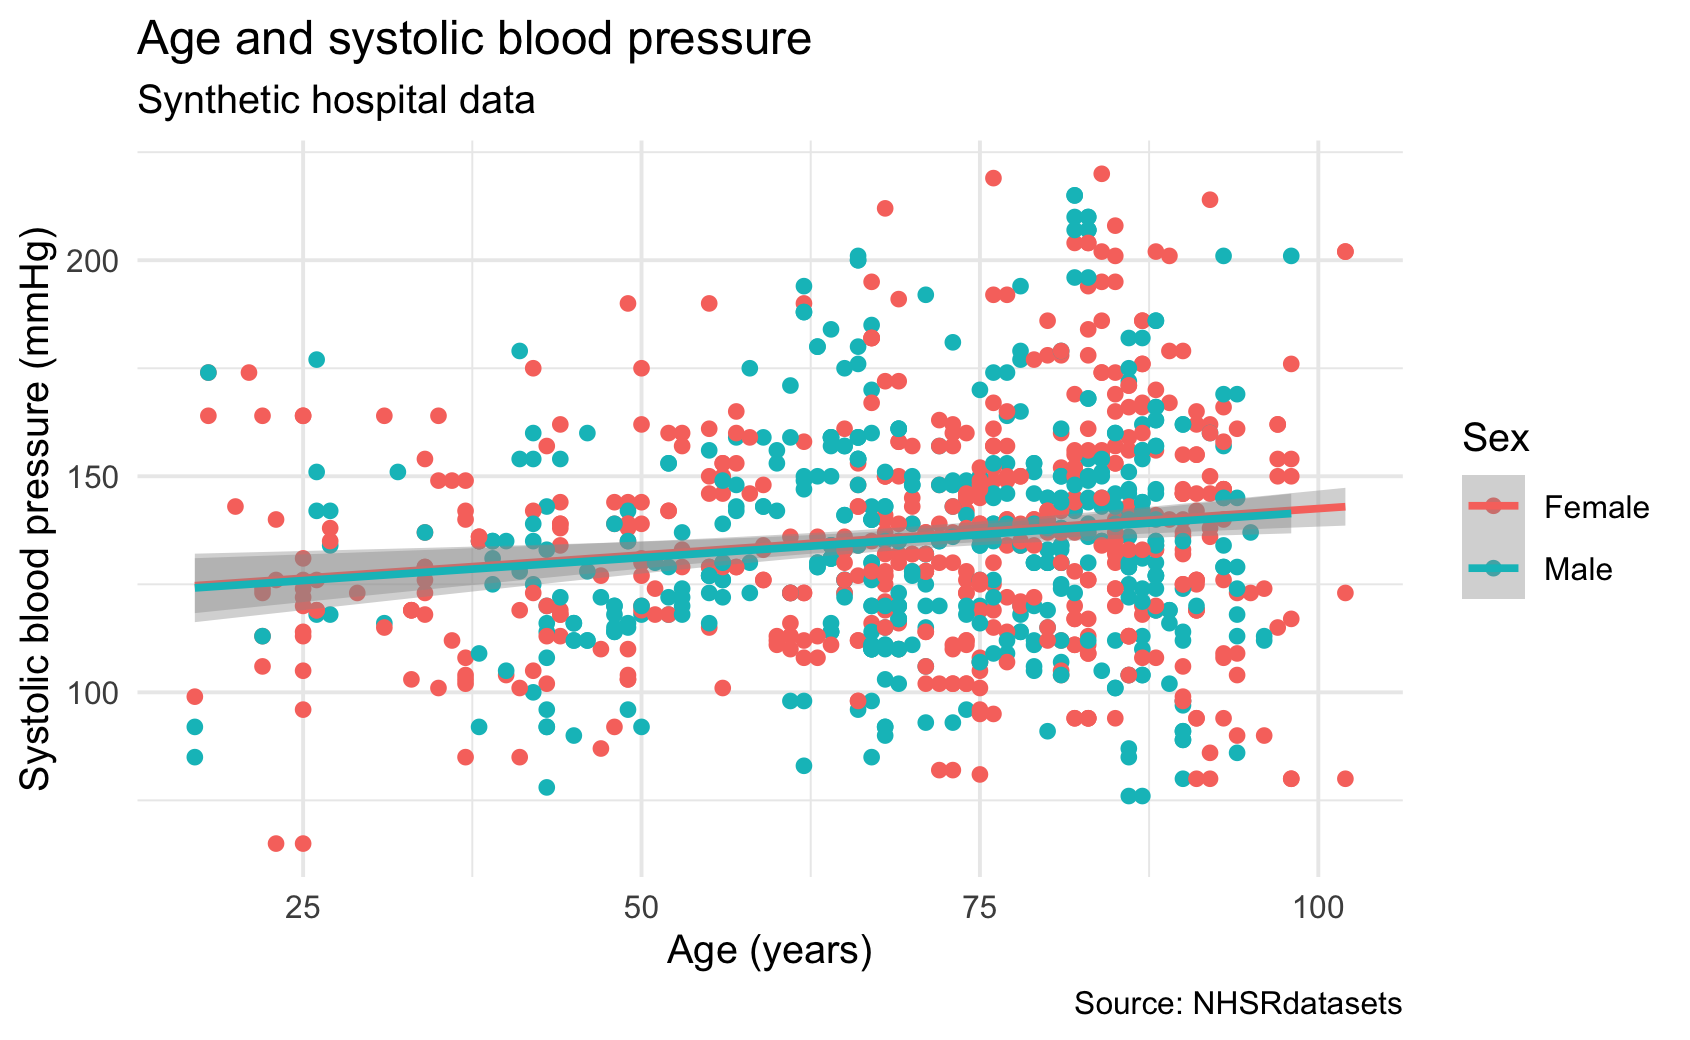 Age and systolic blood pressure
Synthetic hospital data
Systolic blood pressure (mmHg)
200
150
100
25 50 75 100
Age (years)
Sex
Female
Male
Source: NHSRdatasets